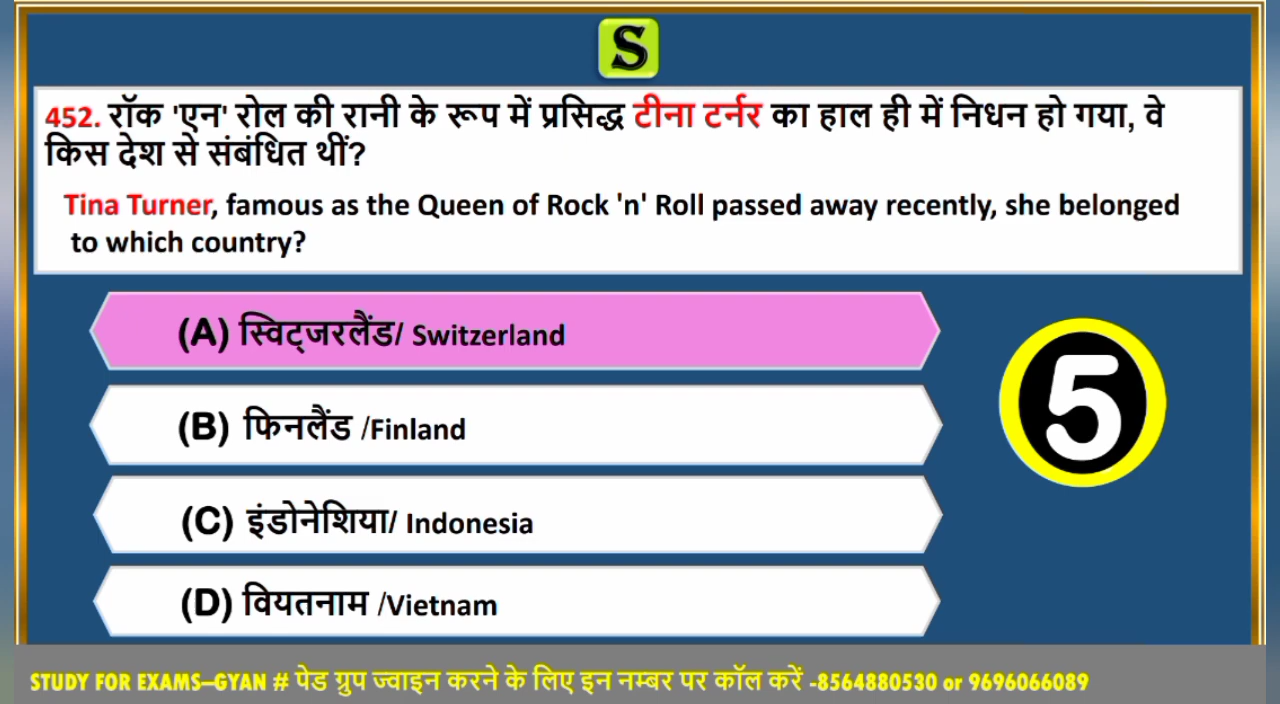 S
452. रॉक 'एन' रोल की रानी के रूप में प्रसिद्ध टीना टर्नर का हाल ही में निधन हो गया, वे
किस देश से संबंधित थीं?
Tina Turner, famous as the Queen of Rock 'n' Roll passed away recently, she belonged
to which country?
(A) स्विट्जरलैंड/ Switzerland
(B) फिनलैंड /Finland
5
(C) इंडोनेशिया/ Indonesia
(D) वियतनाम /Vietnam
STUDY FOR EXAMS–GYAN # पेड ग्रुप ज्वाइन करने के लिए इन नम्बर पर कॉल करें -8564880530 or 9696066089